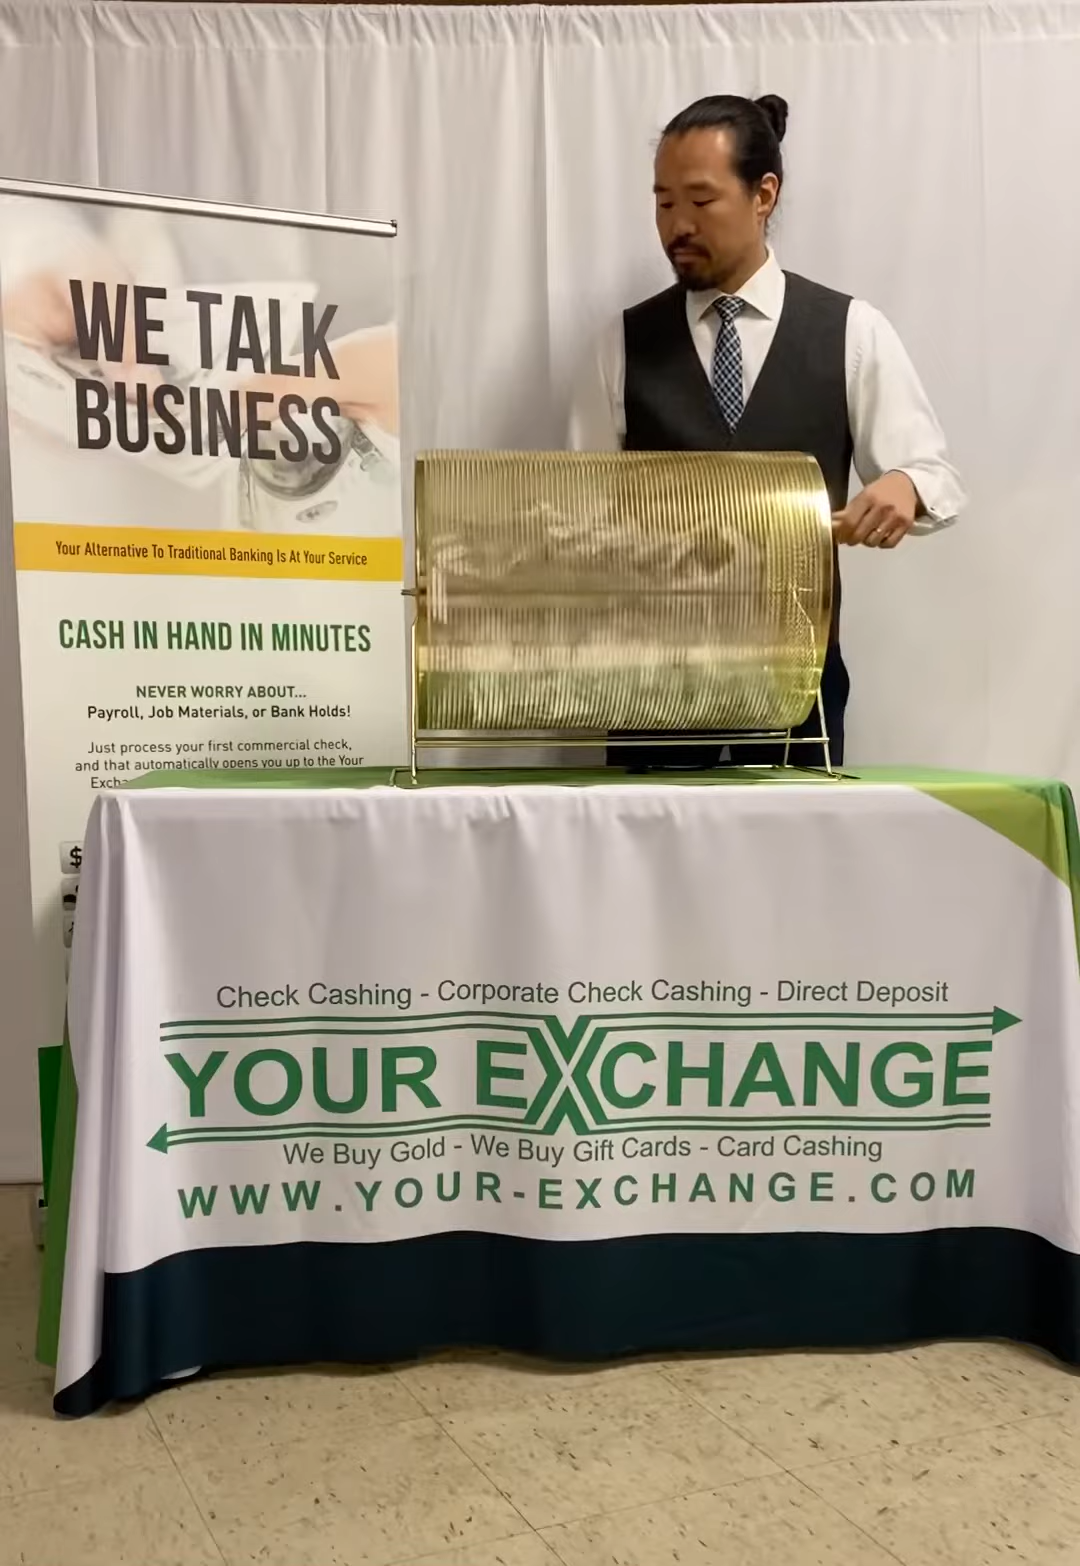 WE TALK
BUSINESS
Your Alternative To Traditional Banking Is At Your Service
CASH IN HAND IN MINUTES
NEVER WORRY ABOUT...
Payroll, Job Materials, or Bank Holds!
Just process your first commercial check,
and that automatically opens you up to the Your
$
Check Cashing - Corporate Check Cashing - Direct Deposit
YOUR EXCHANGE
We Buy Gold - We Buy Gift Cards - Card Cashing
WWW.YOUR-EXCHANGE.COM